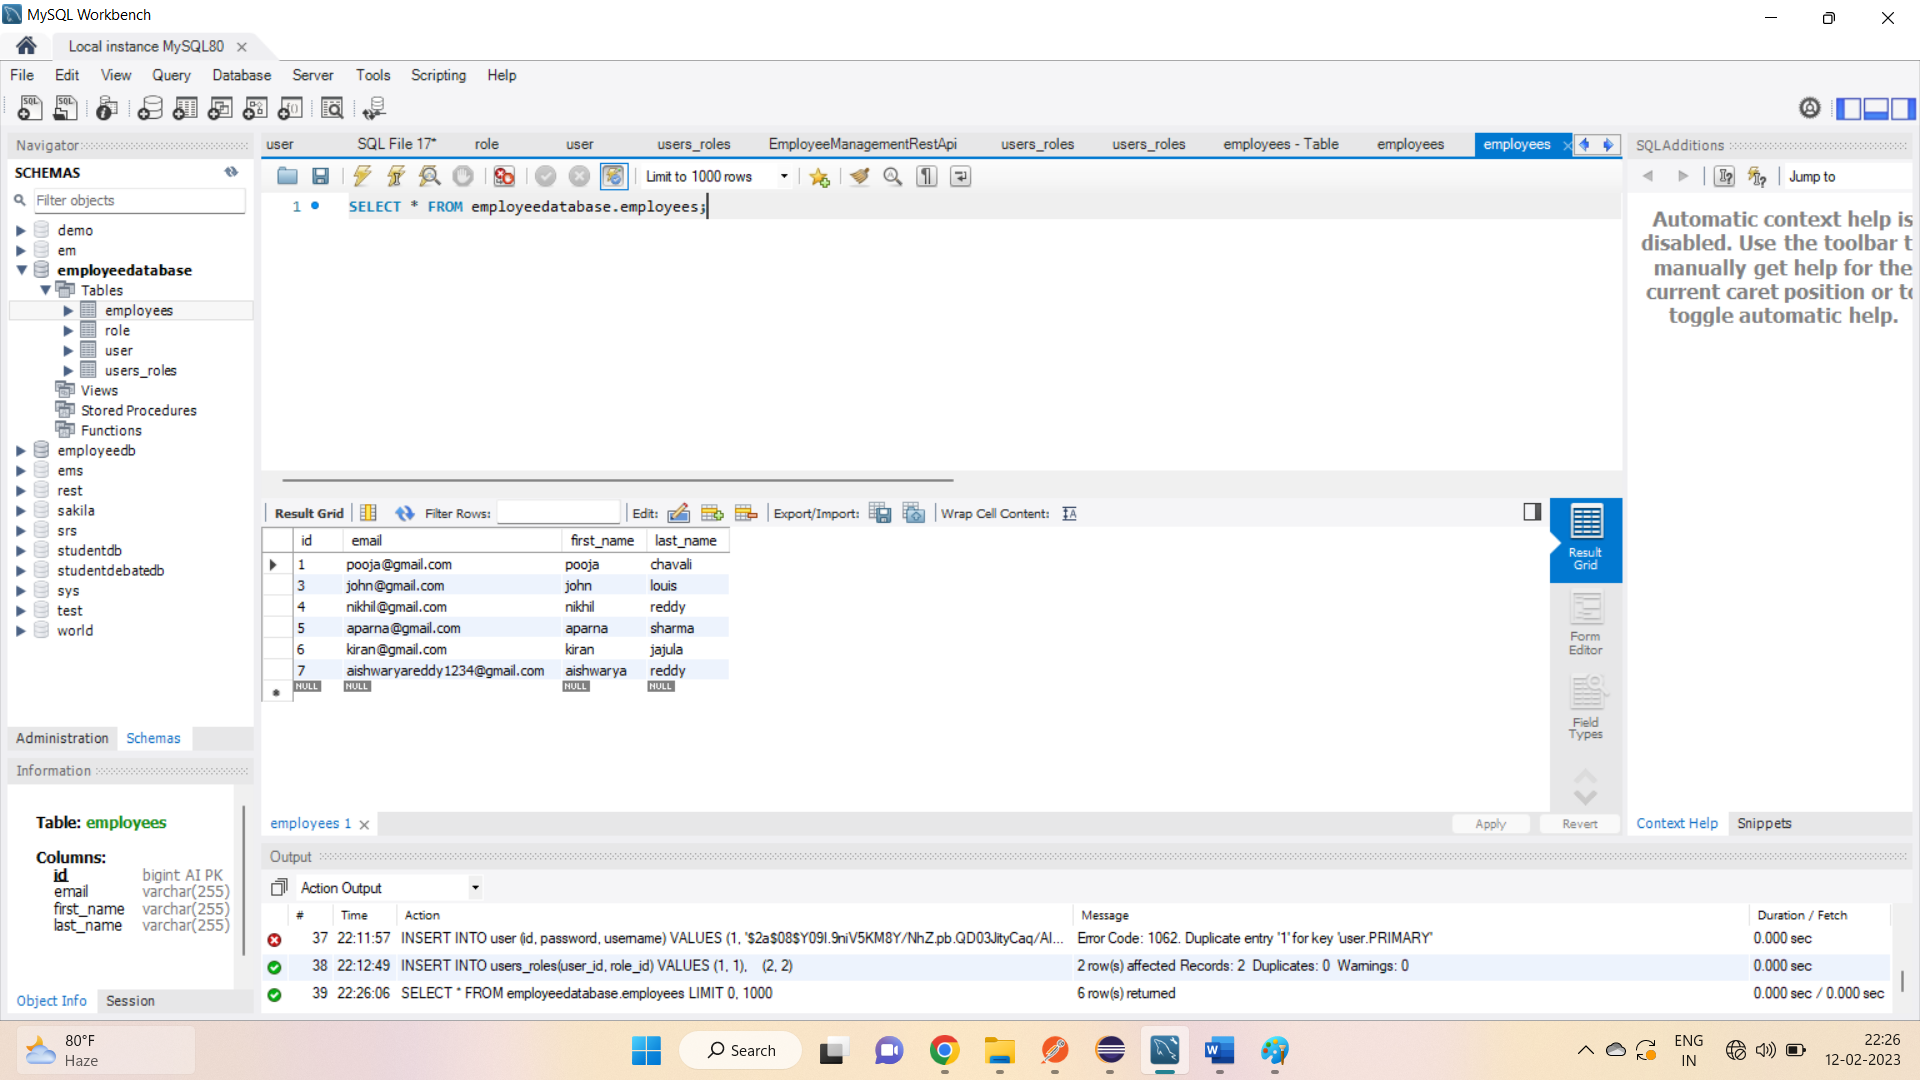 MySQL Workbench
Local instance MySQL80
File Edit View Query Database Server Tools Scripting Help
Navigator
SCHEMAS
Filter objects
demo
em
employeedatabase
Tables
employees
role
user
users_roles
Views
Stored Procedures
Functions
employeedb
ems
rest
sakila
srs
studentdb
studentdebatedb
sys
test
world
Administration Schemas
Information
Table: employees
Columns:
id bigint AI PK
email varchar(255)
first_name varchar(255)
last_name varchar(255)
Object Info Session
user SQL File 17* role user users_roles EmployeeManagementRestApi users_roles users_roles employees - Table employees employees
Limit to 1000 rows
1 SELECT * FROM employeedatabase.employees;
Result Grid Filter Rows: Edit: Export/Import: Wrap Cell Content:
id email first_name last_name
1 pooja@gmail.com pooja chavali
3 john@gmail.com john louis
4 nikhil@gmail.com nikhil reddy
5 aparna@gmail.com aparna sharma
6 kiran@gmail.com kiran jajula
7 aishwaryareddy1234@gmail.com aishwarya reddy
NULL NULL NULL NULL
Result
Grid
Form
Editor
Field
Types
employees 1
Apply Revert
SQLAdditions
Jump to
Automatic context help is
disabled. Use the toolbar t
manually get help for the
current caret position or to
toggle automatic help.
Context Help Snippets
Output
Action Output
# Time Action Message Duration / Fetch
37 22:11:57 INSERT INTO user (id, password, username) VALUES (1, '$2a$08$Y09I.9niV5KM8Y/NhZ.pb.QD03JityCaq/AI... Error Code: 1062. Duplicate entry '1' for key 'user.PRIMARY' 0.000 sec
38 22:12:49 INSERT INTO users_roles(user_id, role_id) VALUES (1, 1), (2, 2) 2 row(s) affected Records: 2 Duplicates: 0 Warnings: 0 0.000 sec
39 22:26:06 SELECT * FROM employeedatabase.employees LIMIT 0, 1000 6 row(s) returned 0.000 sec / 0.000 sec
80°F
Haze
Search
ENG
IN
22:26
12-02-2023